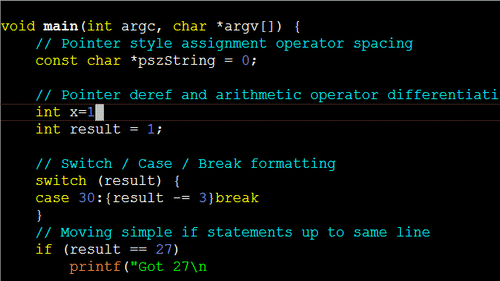 void main(int argc, char *argv[]) {
// Pointer style assignment operator spacing
const char *pszString = 0;
// Pointer deref and arithmetic operator differentiati
int x=1
int result = 1;
// Switch / Case / Break formatting
switch (result) {
case 30:{result -= 3}break
}
// Moving simple if statements up to same line
if (result == 27)
printf("Got 27\n